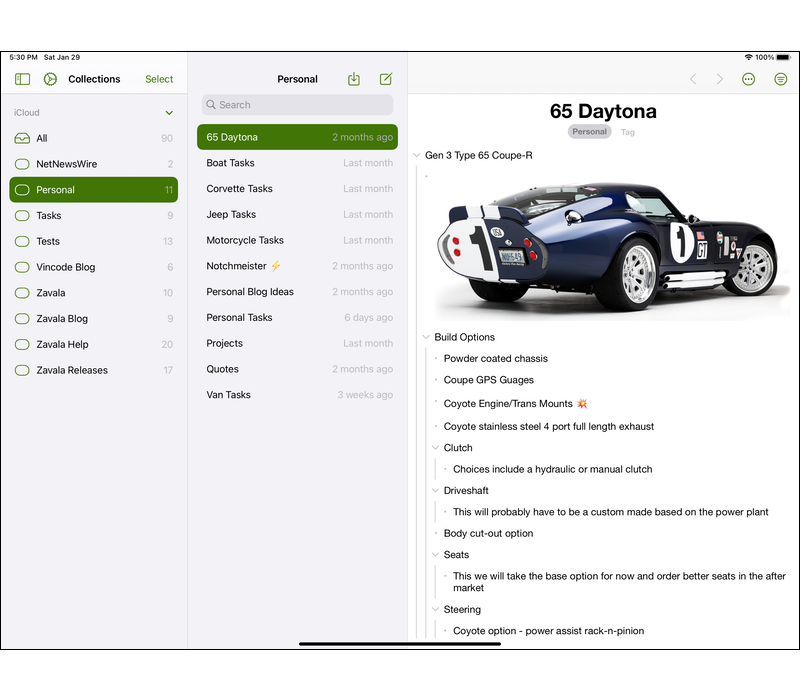 5:30 PM Sat Jan 29
100%
Collections
Select
iCloud
All 90
NetNewsWire 2
Personal 11
Tasks 9
Tests 13
Vincode Blog 6
Zavala 10
Zavala Blog 9
Zavala Help 20
Zavala Releases 17
Personal
Search
65 Daytona 2 months ago
Boat Tasks Last month
Corvette Tasks Last month
Jeep Tasks Last month
Motorcycle Tasks Last month
Notchmeister ⚡ 2 months ago
Personal Blog Ideas 2 months ago
Personal Tasks 6 days ago
Projects Last month
Quotes 2 months ago
Van Tasks 3 weeks ago
65 Daytona
Personal Tag
Gen 3 Type 65 Coupe-R
1
USA
1
GT
Build Options
Powder coated chassis
Coupe GPS Guages
Coyote Engine/Trans Mounts 💥
Coyote stainless steel 4 port full length exhaust
Clutch
Choices include a hydraulic or manual clutch
Driveshaft
This will probably have to be a custom made based on the power plant
Body cut-out option
Seats
This we will take the base option for now and order better seats in the after
market
Steering
Coyote option - power assist rack-n-pinion